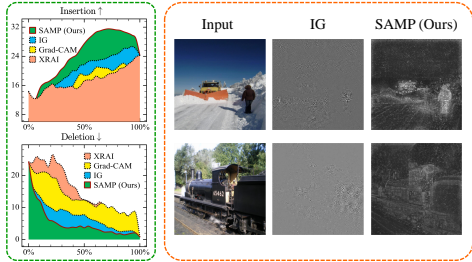 Insertion ↑
32
24
16
8
SAMP (Ours)
IG
Grad-CAM
XRAI
0%
50%
100%
Deletion ↓
30
20
10
0
XRAI
Grad-CAM
IG
SAMP (Ours)
0%
50%
100%
Input
IG
SAMP (Ours)